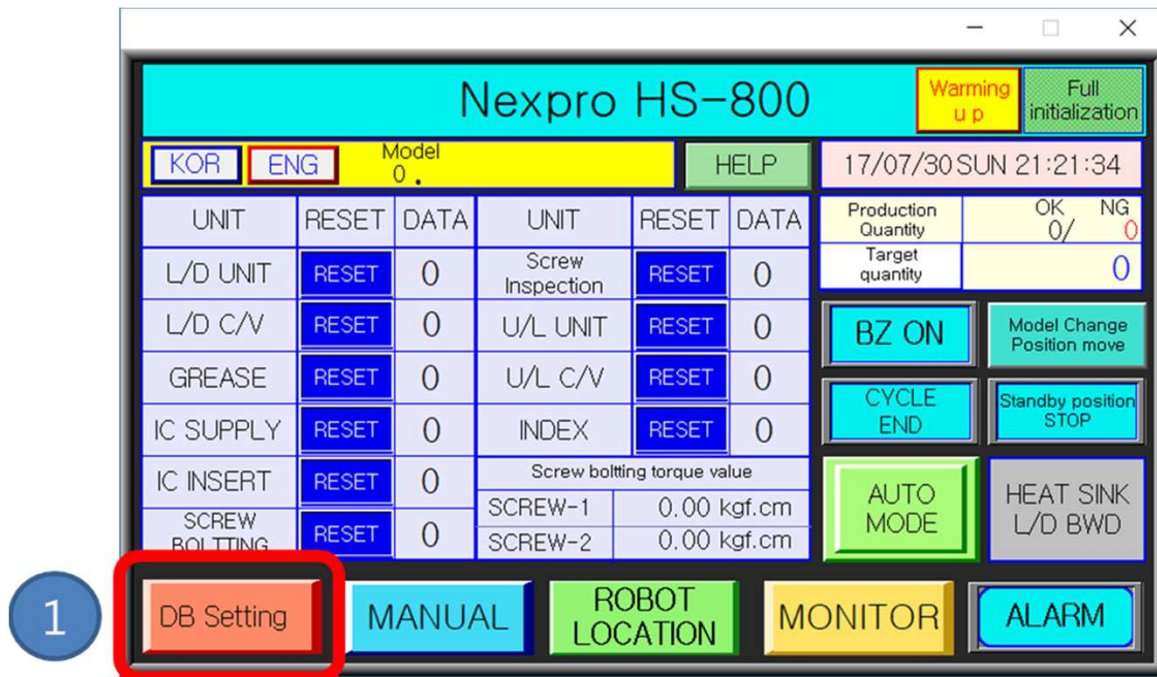 Nexpro HS-800
Warming
up
Full
initialization
KOR ENG
Model
0 .
HELP
17/07/30 SUN 21:21:34
UNIT RESET DATA UNIT RESET DATA
L/D UNIT RESET 0
Screw
Inspection RESET 0
L/D C/V RESET 0 U/L UNIT RESET 0
GREASE RESET 0 U/L C/V RESET 0
IC SUPPLY RESET 0 INDEX RESET 0
IC INSERT RESET 0
Screw boltting torque value
SCREW-1 0.00 kgf.cm
SCREW
BOLTTING RESET 0
SCREW-2 0.00 kgf.cm
Production
Quantity
OK NG
0/ 0
Target
quantity
0
BZ ON
Model Change
Position move
CYCLE
END
Standby position
STOP
AUTO
MODE
HEAT SINK
L/D BWD
1
DB Setting
MANUAL
ROBOT
LOCATION
MONITOR
ALARM